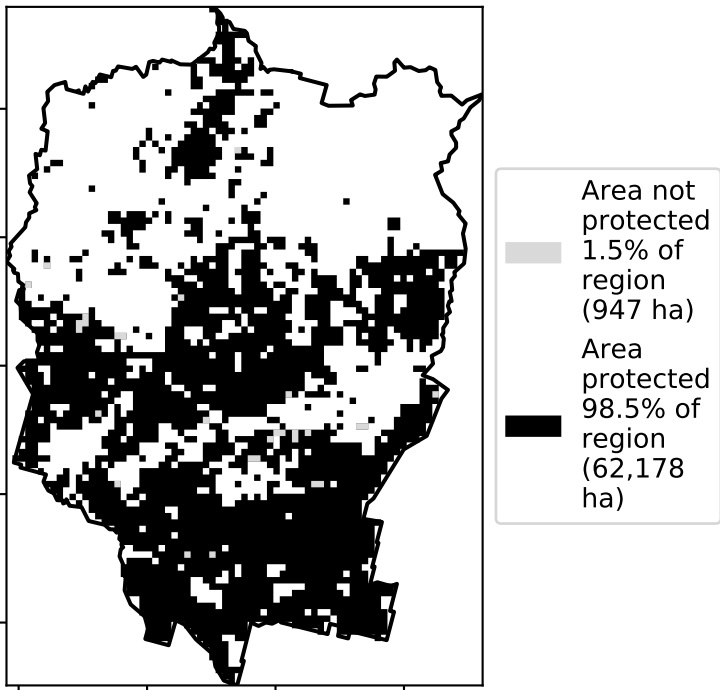 Area not
protected
1.5% of
region
(947 ha)
Area
protected
98.5% of
region
(62,178
ha)